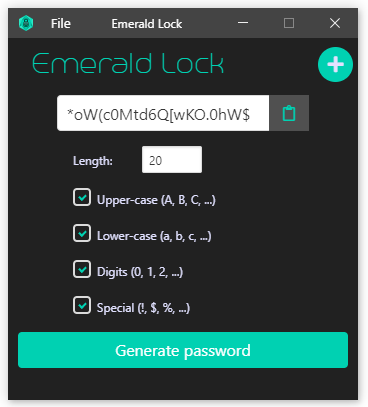 File Emerald Lock
Emerald Lock
*oW(c0Mtd6Q[wKO.0hW$
Length: 20
Upper-case (A, B, C, ...)
Lower-case (a, b, c, ...)
Digits (0, 1, 2, ...)
Special (!, $, %, ...)
Generate password